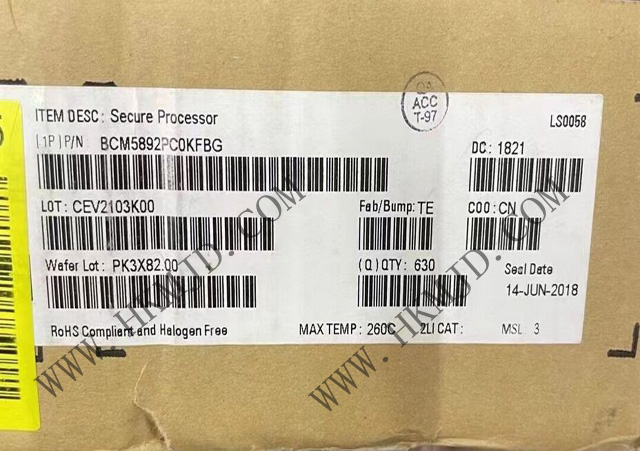 ITEM DESC: Secure Processor
ACC
T-97
LS0058
(1P)P/N BCM5892PC0KFBG
DC: 1821
LOT: CEV2103K00
Fab/Bump: TE
COO: CN
Wafer Lot: PK3X82.00
(Q)QTY: 630
Seal Date
14-JUN-2018
RoHS Compliant and Halogen Free
MAX TEMP: 260C
2LI CAT:
MSL: 3
WWW.HKMJD.COM
WWW.HKMJD.COM